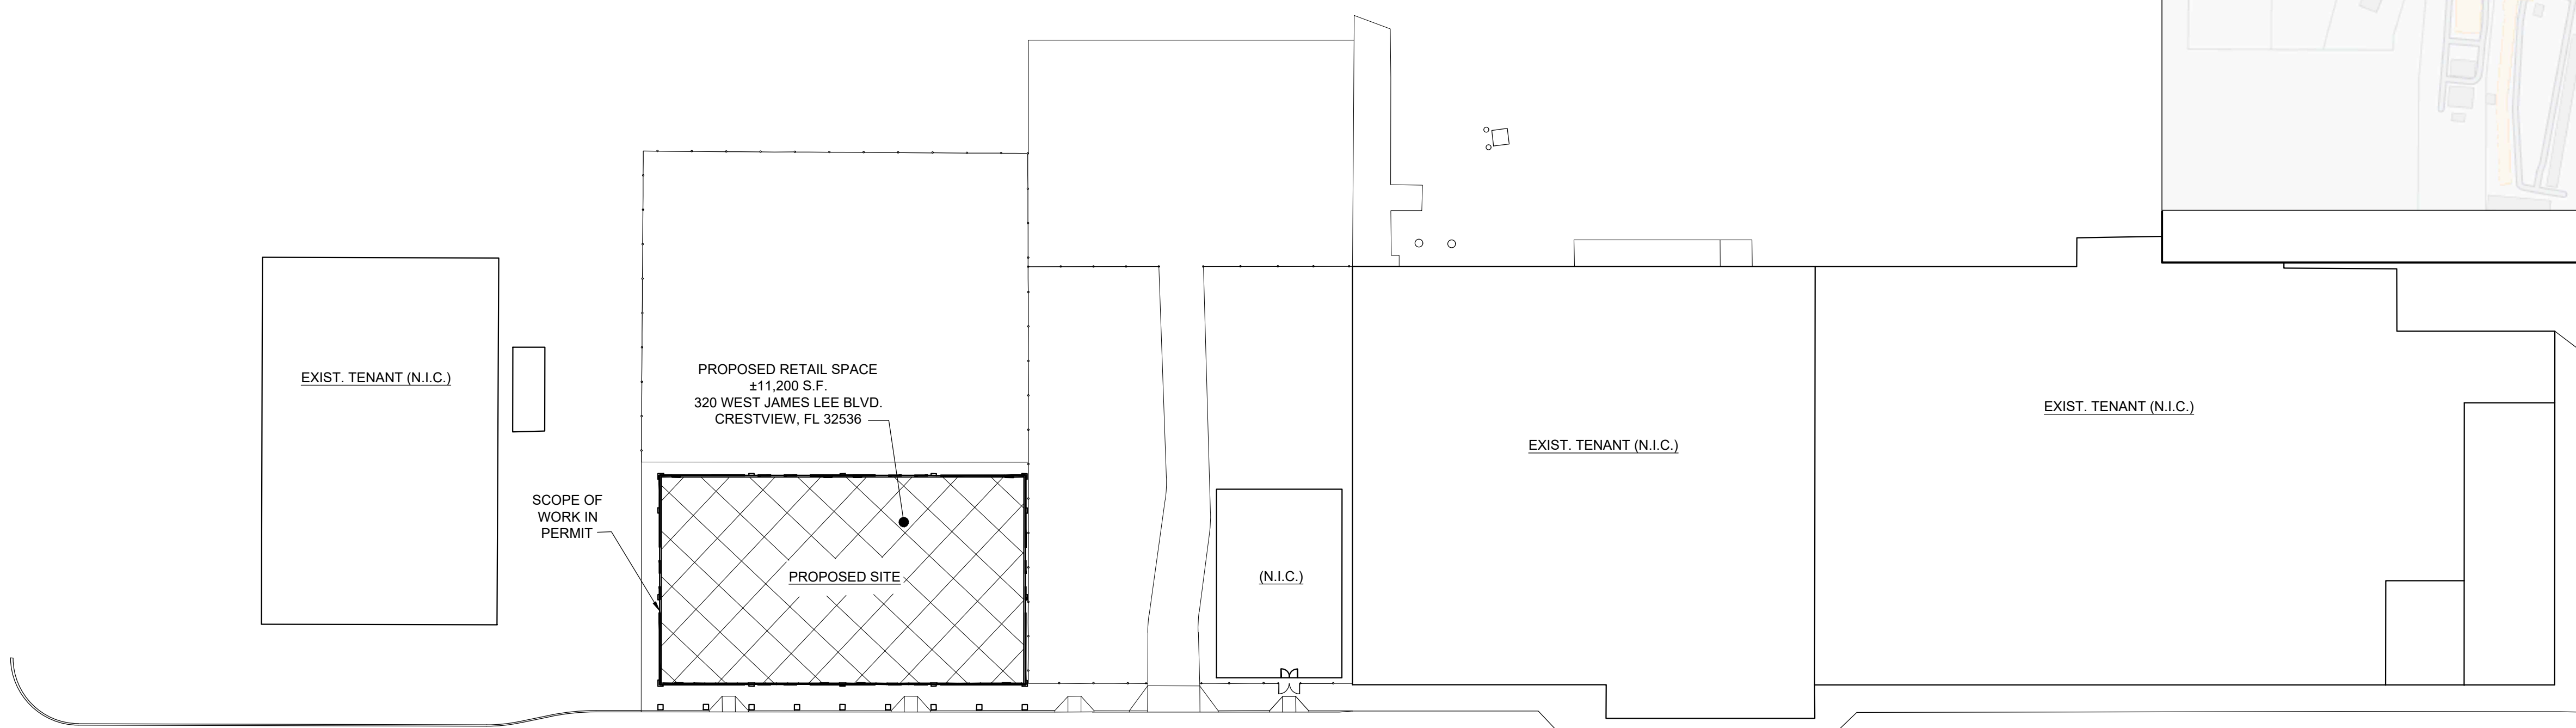 EXIST. TENANT (N.I.C.)
PROPOSED RETAIL SPACE
±11,200 S.F.
320 WEST JAMES LEE BLVD.
CRESTVIEW, FL 32536
SCOPE OF
WORK IN
PERMIT
PROPOSED SITE
(N.I.C.)
EXIST. TENANT (N.I.C.)
EXIST. TENANT (N.I.C.)